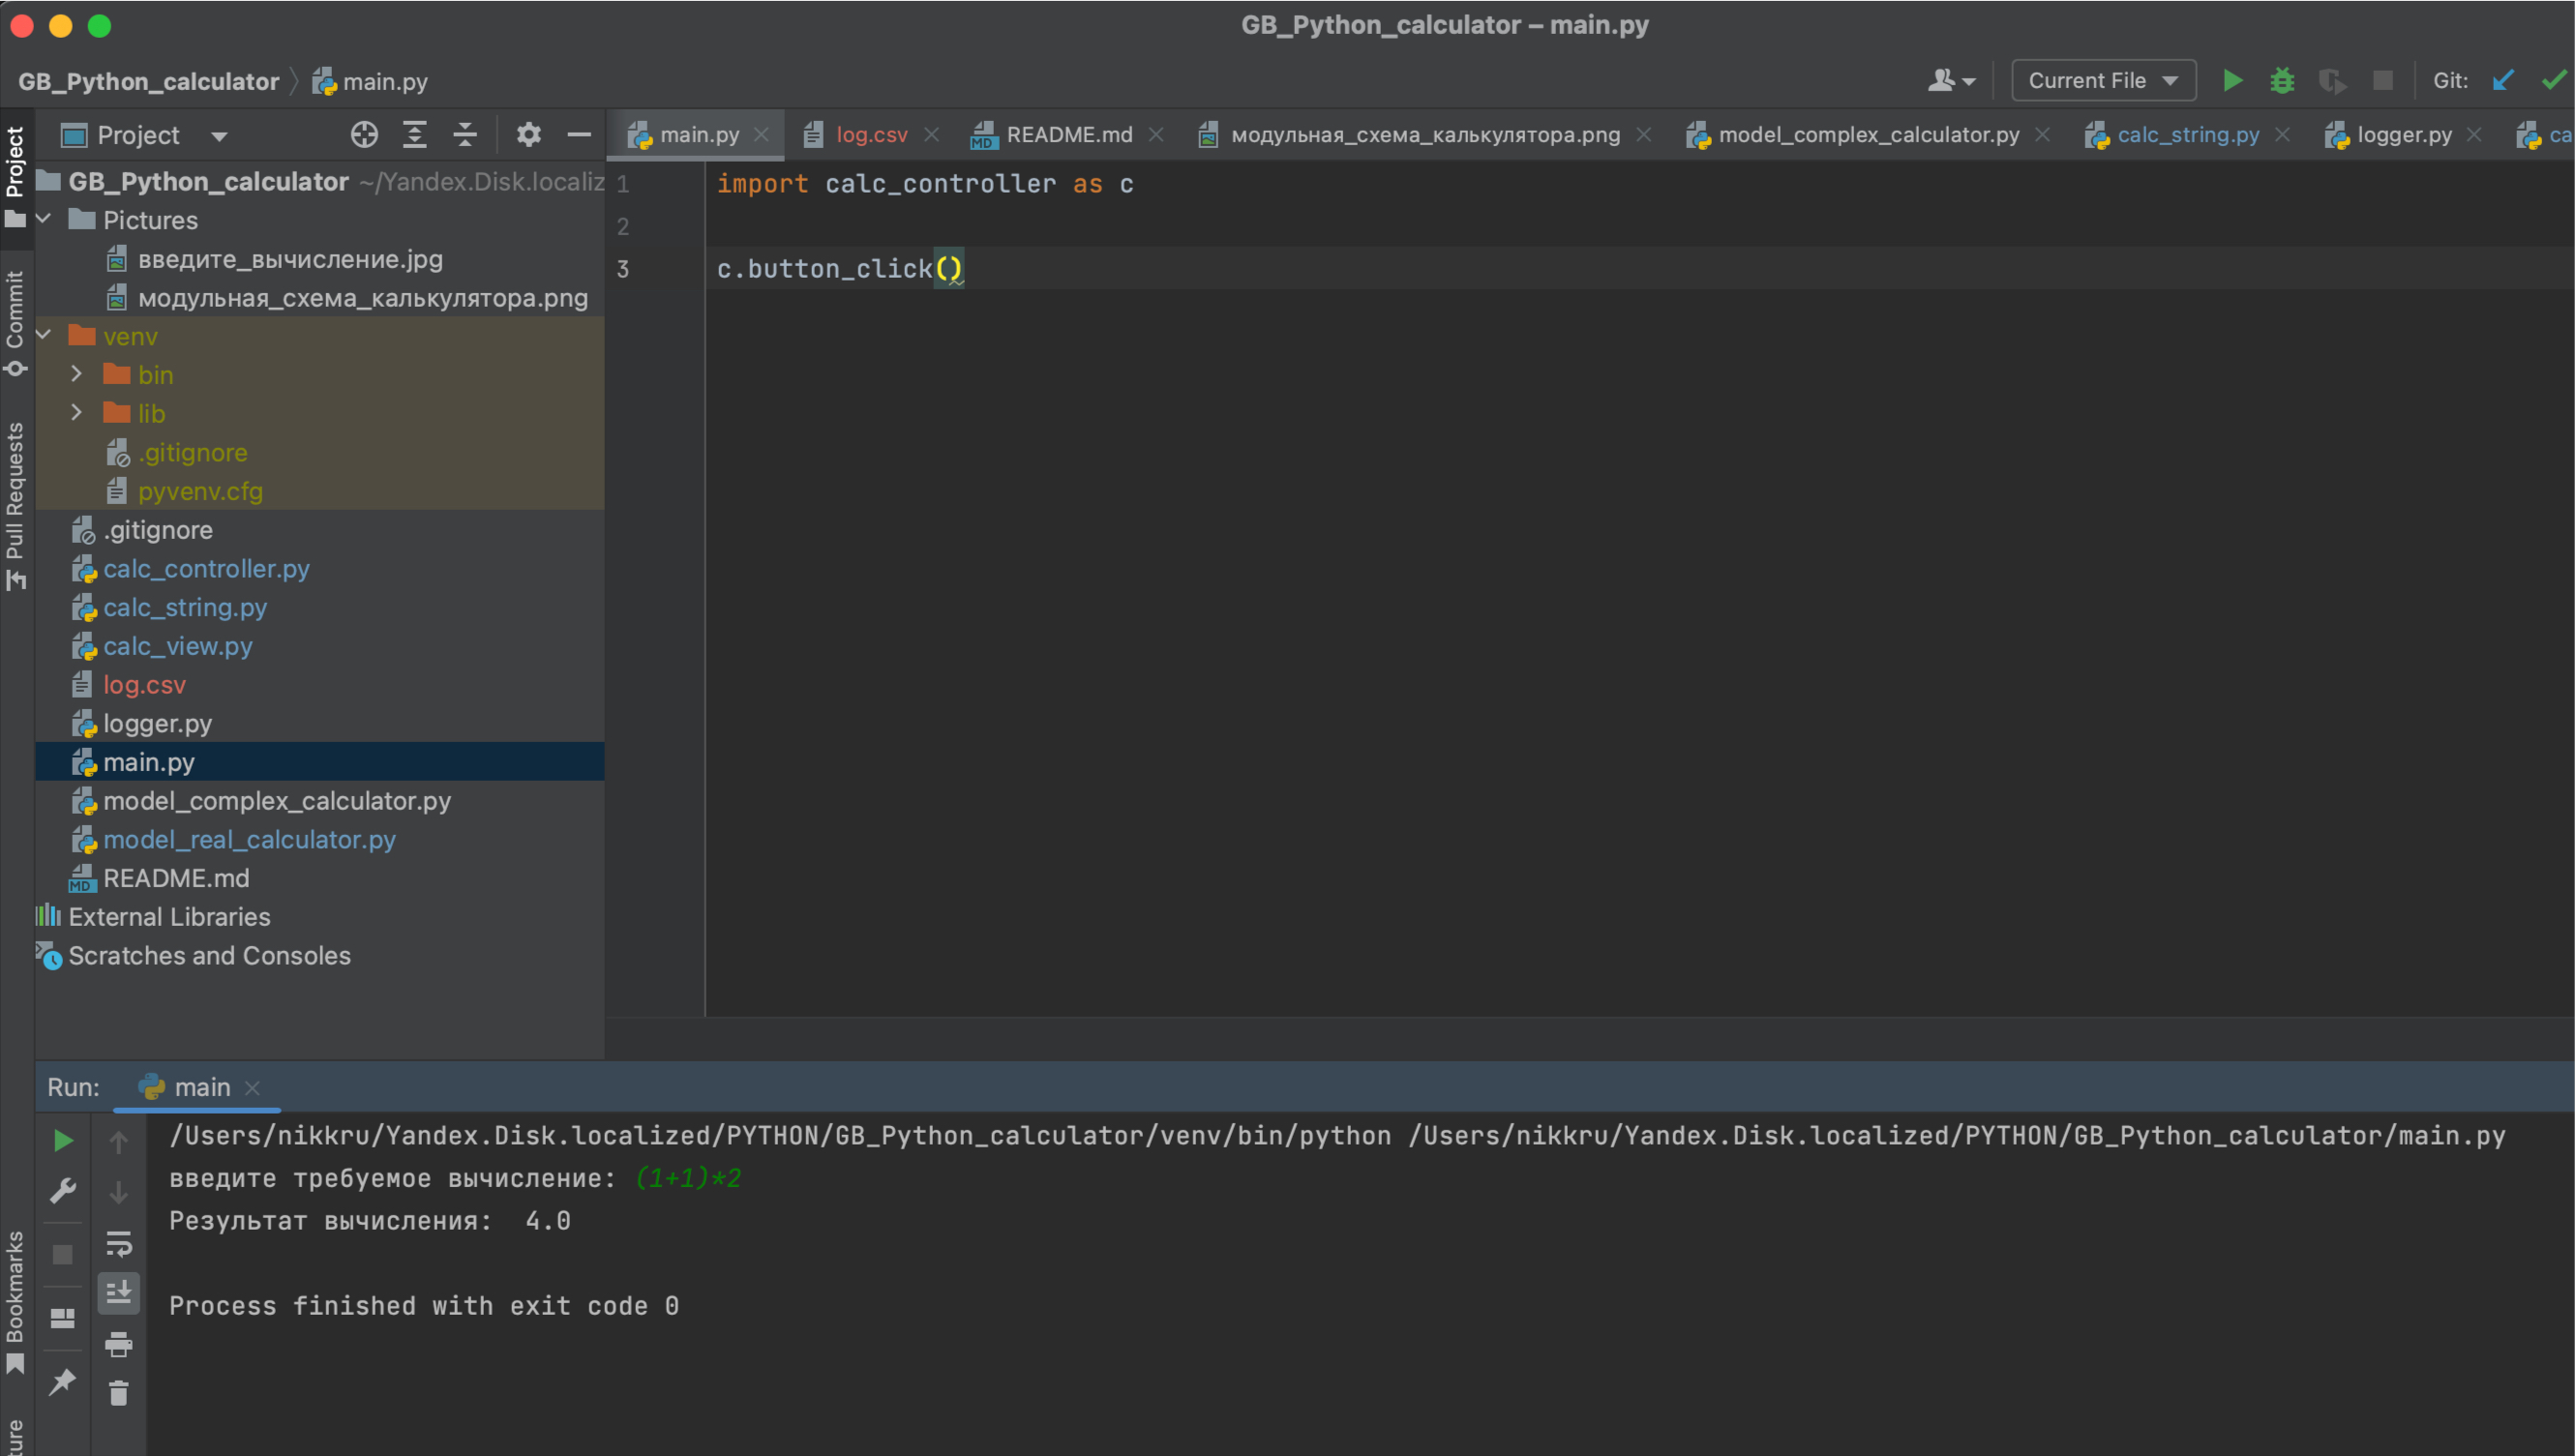 GB_Python_calculator – main.py
GB_Python_calculator main.py
Current File
Git:
Project
main.py
log.csv
README.md
модульная_схема_калькулятора.png
model_complex_calculator.py
calc_string.py
logger.py
ca
Project
Commit
Pull Requests
Bookmarks
ture
GB_Python_calculator ~/Yandex.Disk.localiz
Pictures
введите_вычисление.jpg
модульная_схема_калькулятора.png
venv
bin
lib
.gitignore
pyvenv.cfg
.gitignore
calc_controller.py
calc_string.py
calc_view.py
log.csv
logger.py
main.py
model_complex_calculator.py
model_real_calculator.py
MD README.md
External Libraries
Scratches and Consoles
1 import calc_controller as c
2
3 c.button_click()
Run: main
/Users/nikkru/Yandex.Disk.localized/PYTHON/GB_Python_calculator/venv/bin/python /Users/nikkru/Yandex.Disk.localized/PYTHON/GB_Python_calculator/main.py
введите требуемое вычисление: (1+1)*2
Результат вычисления:  4.0
Process finished with exit code 0